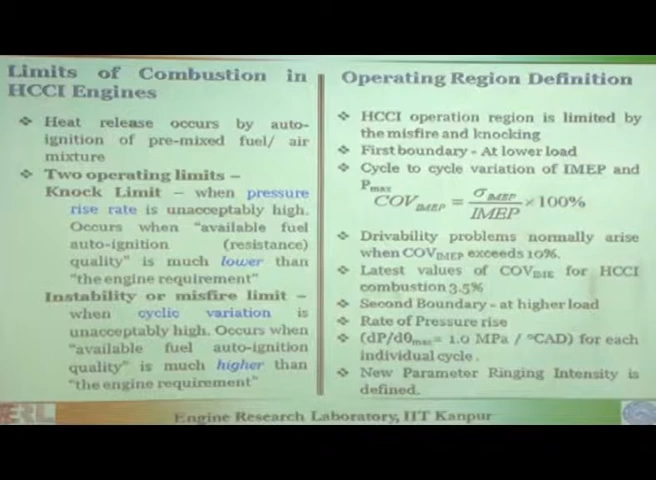 Limits of Combustion in
HCCI Engines
❖ Heat release occurs by auto-
ignition of pre-mixed fuel/ air
mixture
❖ Two operating limits –
Knock Limit – when pressure
rise rate is unacceptably high.
Occurs when "available fuel
auto-ignition (resistance)
quality" is much lower than
"the engine requirement"
Instability or misfire limit –
when cyclic variation is
unacceptably high. Occurs when
"available fuel auto-ignition
quality" is much higher than
"the engine requirement"
Operating Region Definition
❖ HCCI operation region is limited by
the misfire and knocking
❖ First boundary - At lower load
❖ Cycle to cycle variation of IMEP and
Pmax
COV_IMEP = σ_IMEP / IMEP × 100%
❖ Drivability problems normally arise
when COV_IMEP exceeds 10%.
❖ Latest values of COV_IME for HCCI
combustion 3.5%
❖ Second Boundary - at higher load
❖ Rate of Pressure rise
❖ (dP/dθ_max = 1.0 MPa / °CAD) for each
individual cycle .
❖ New Parameter Ringing Intensity is
defined.
ERL
Engine Research Laboratory, IIT Kanpur